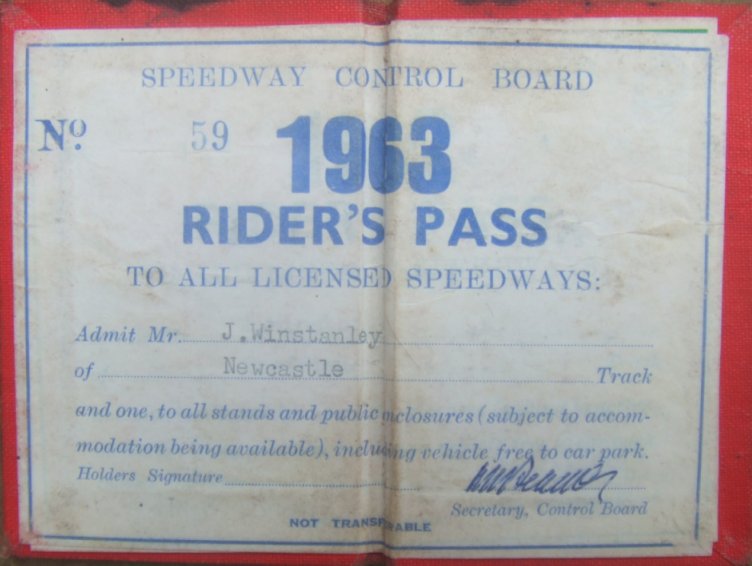 SPEEDWAY CONTROL BOARD
Nº. 59 1963
RIDER'S PASS
TO ALL LICENSED SPEEDWAYS:
Admit Mr. J.Winstanley
of Newcastle Track
and one, to all stands and public enclosures (subject to accom-
modation being available), including vehicle free to car park.
Holders Signature
Secretary, Control Board
NOT TRANSFERABLE